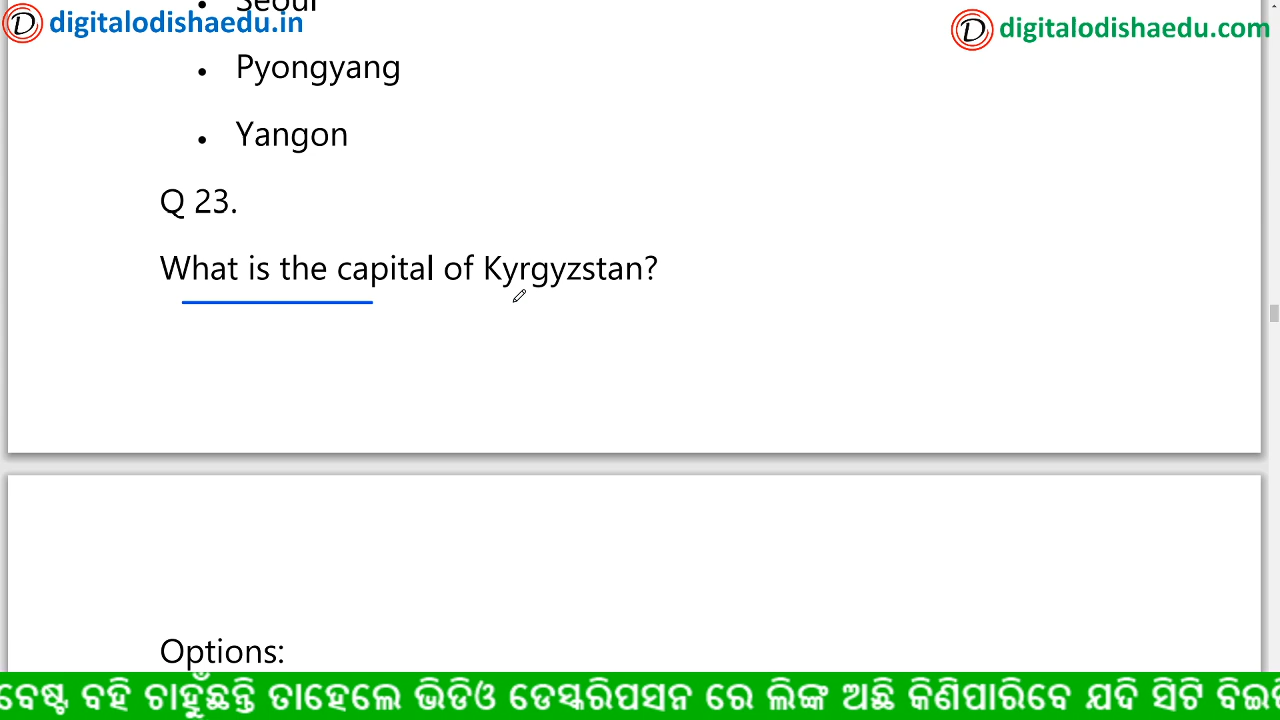 Seoul
digitalodishaedu.in
digitalodishaedu.com
• Pyongyang
• Yangon
Q 23.
What is the capital of Kyrgyzstan?
Options:
ବେଷ୍ଟ ବହି ଚାହୁଁଛନ୍ତି ତାହେଲେ ଭିଡିଓ ଡେସ୍କରିପସନ ରେ ଲିଙ୍କ ଅଛି କିଣିପାରିବେ ଯଦି ସିଟି